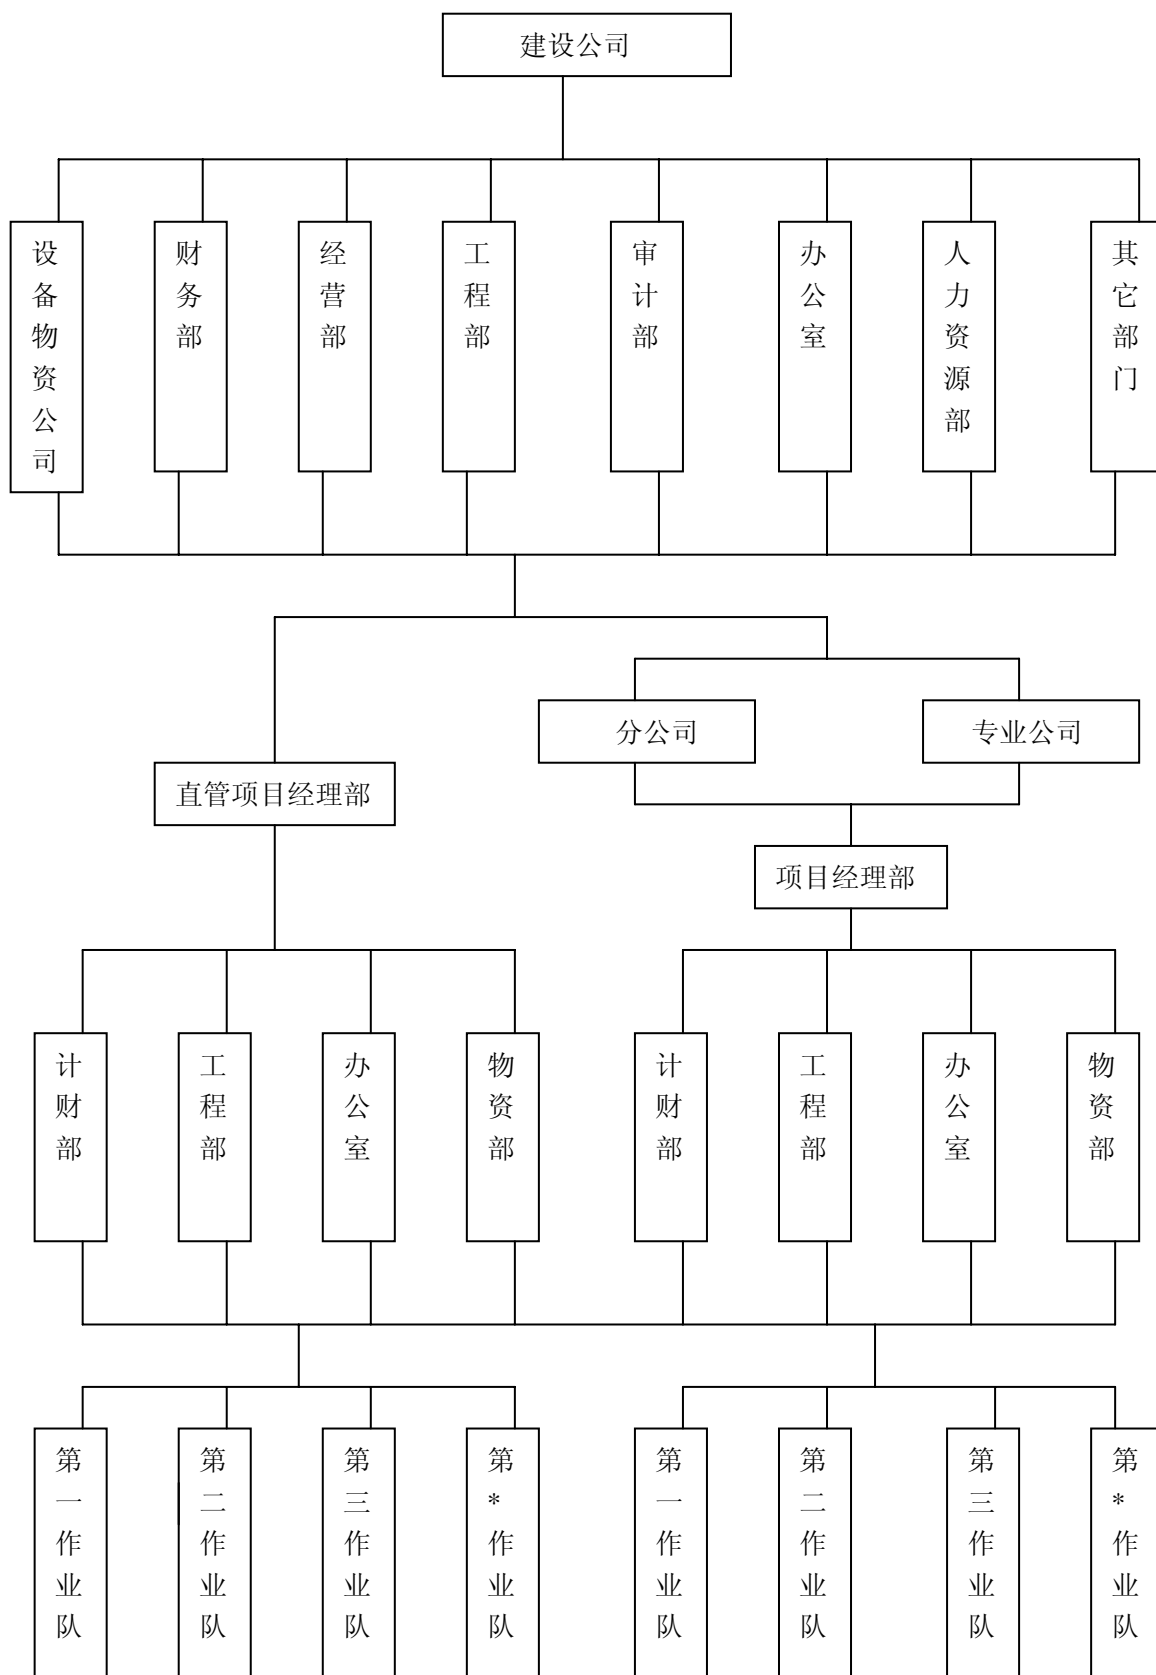 建设公司
设备物资公司
财务部
经营部
工程部
审计部
办公室
人力资源部
其它部门
分公司
专业公司
直管项目经理部
项目经理部
计财部
工程部
办公室
物资部
计财部
工程部
办公室
物资部
第一作业队
第二作业队
第三作业队
第*作业队
第一作业队
第二作业队
第三作业队
第*作业队